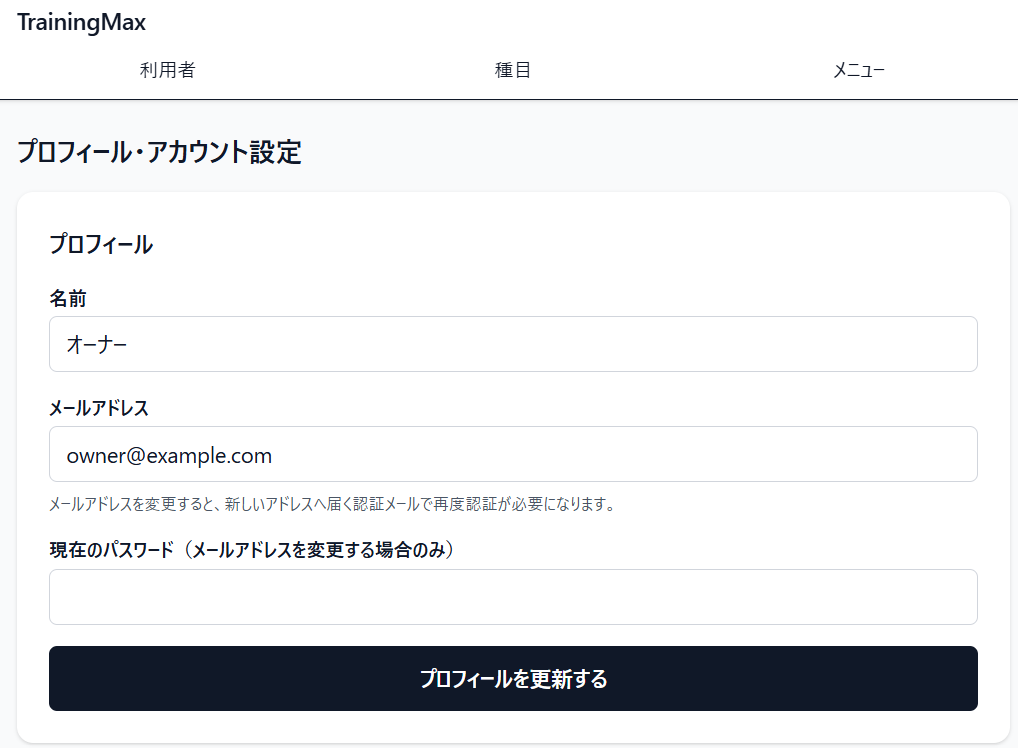 TrainingMax
利用者
種目
メニュー
プロフィール・アカウント設定
プロフィール
名前
オーナー
メールアドレス
owner@example.com
メールアドレスを変更すると、新しいアドレスへ届く認証メールで再度認証が必要になります。
現在のパスワード（メールアドレスを変更する場合のみ）
プロフィールを更新する